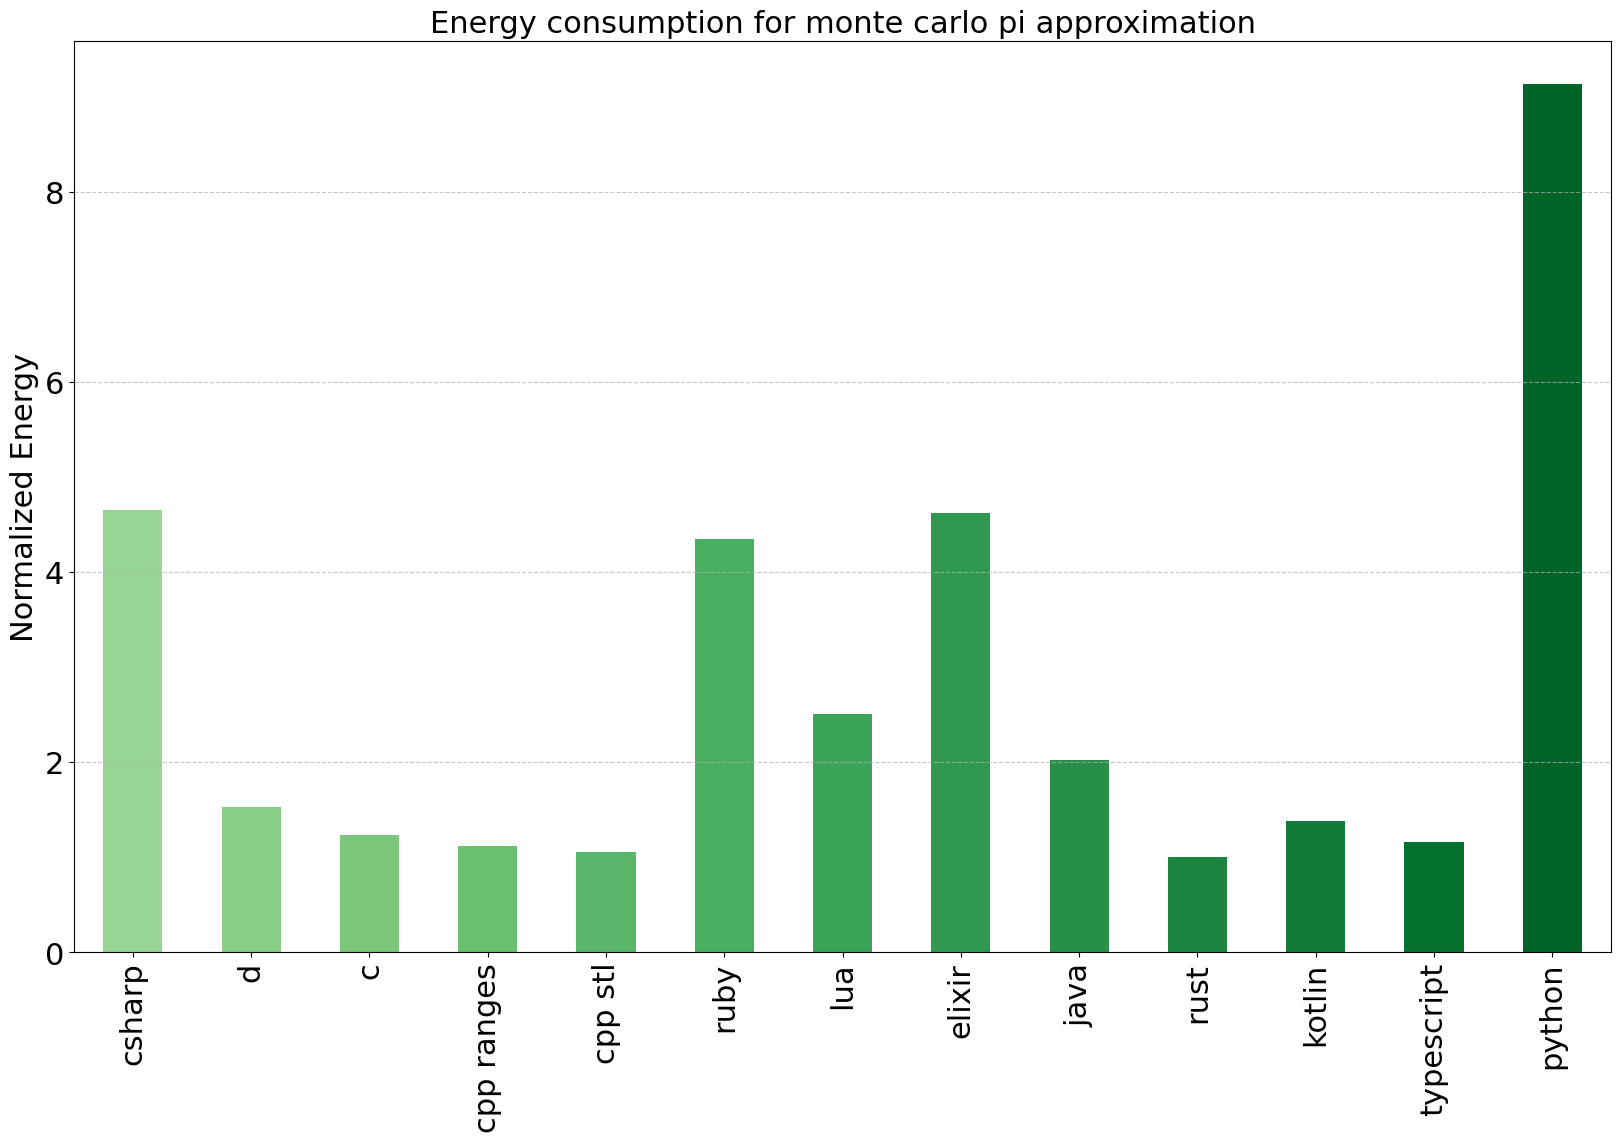 Energy consumption for monte carlo pi approximation
Normalized Energy
8
6
4
2
0
csharp
d
c
cpp ranges
cpp stl
ruby
lua
elixir
java
rust
kotlin
typescript
python